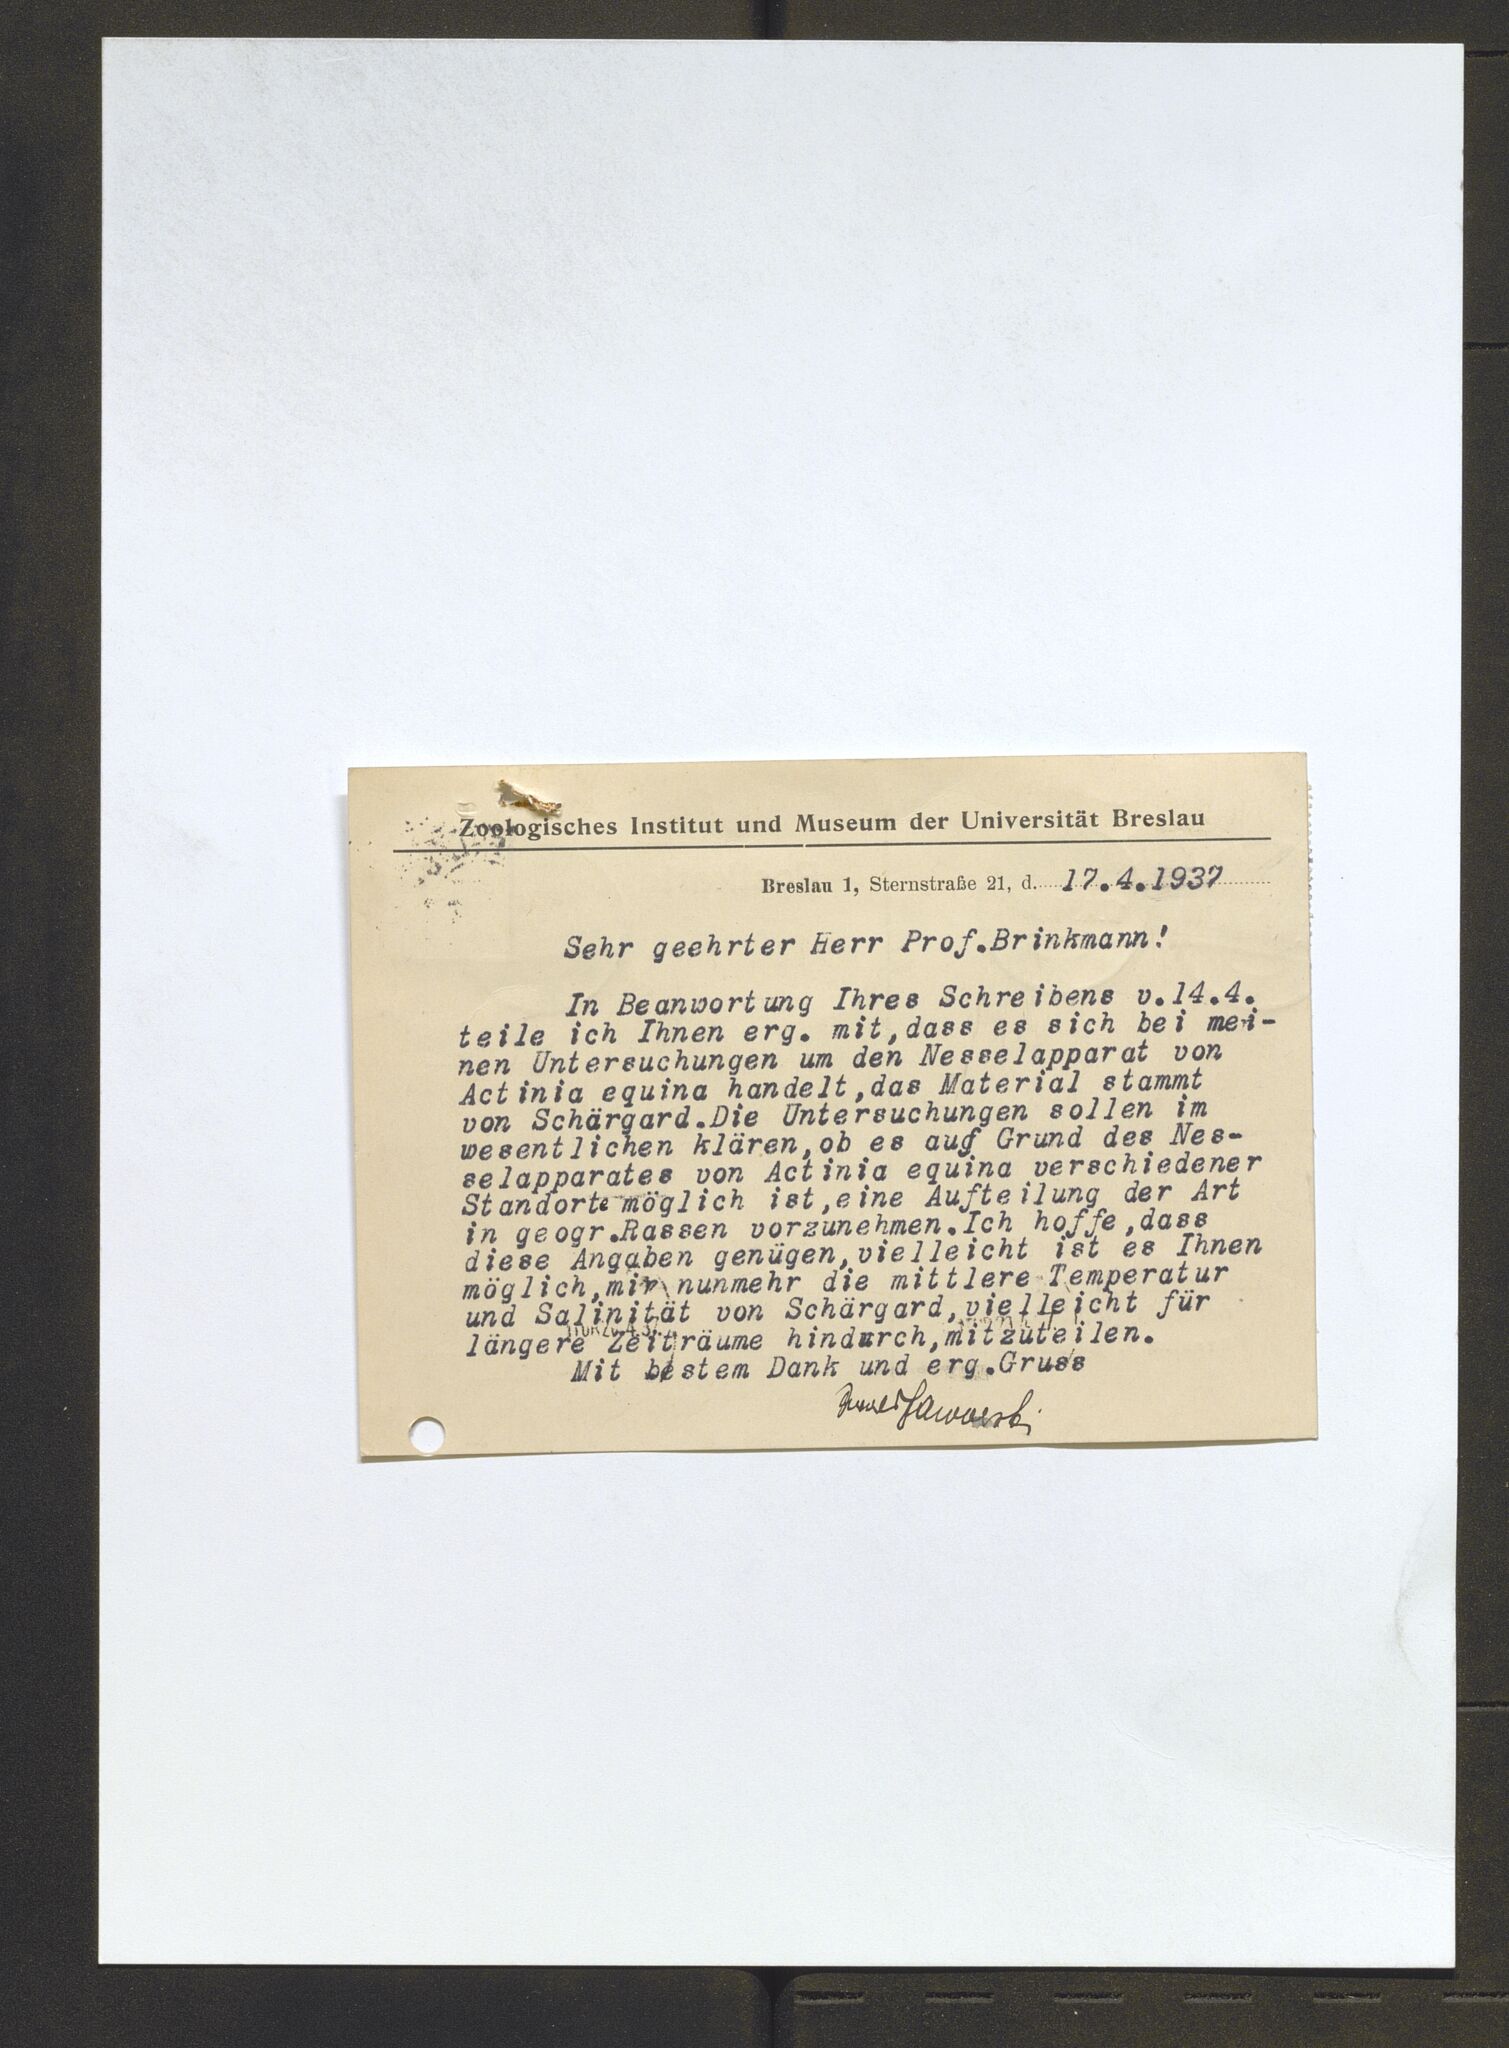 Zoologisches Institut und Museum der Universität Breslau
Breslau 1, Sternstraße 21, d. 17.4.1937
Sehr geehrter Herr Prof.Brinkmann!
In Beanwortung Ihres Schreibens v.14.4.
teile ich Ihnen erg. mit,dass es sich bei mei-
nen Untersuchungen um den Nesselapparat von
Actinia equina handelt,das Material stammt
von Schärgard.Die Untersuchungen sollen im
wesentlichen klären,ob es auf Grund des Nes-
selapparates von Actinia equina verschiedener
Standorte möglich ist,eine Aufteilung der Art
in geogr.Rassen vorzunehmen.Ich hoffe,dass
diese Angaben genügen,vielleicht ist es Ihnen
möglich,mir nunmehr die mittlere Temperatur
und Salinität von Schärgard,vielleicht für
längere Zeiträume hindurch,mitzuteilen.
Mit bestem Dank und erg.Gruss